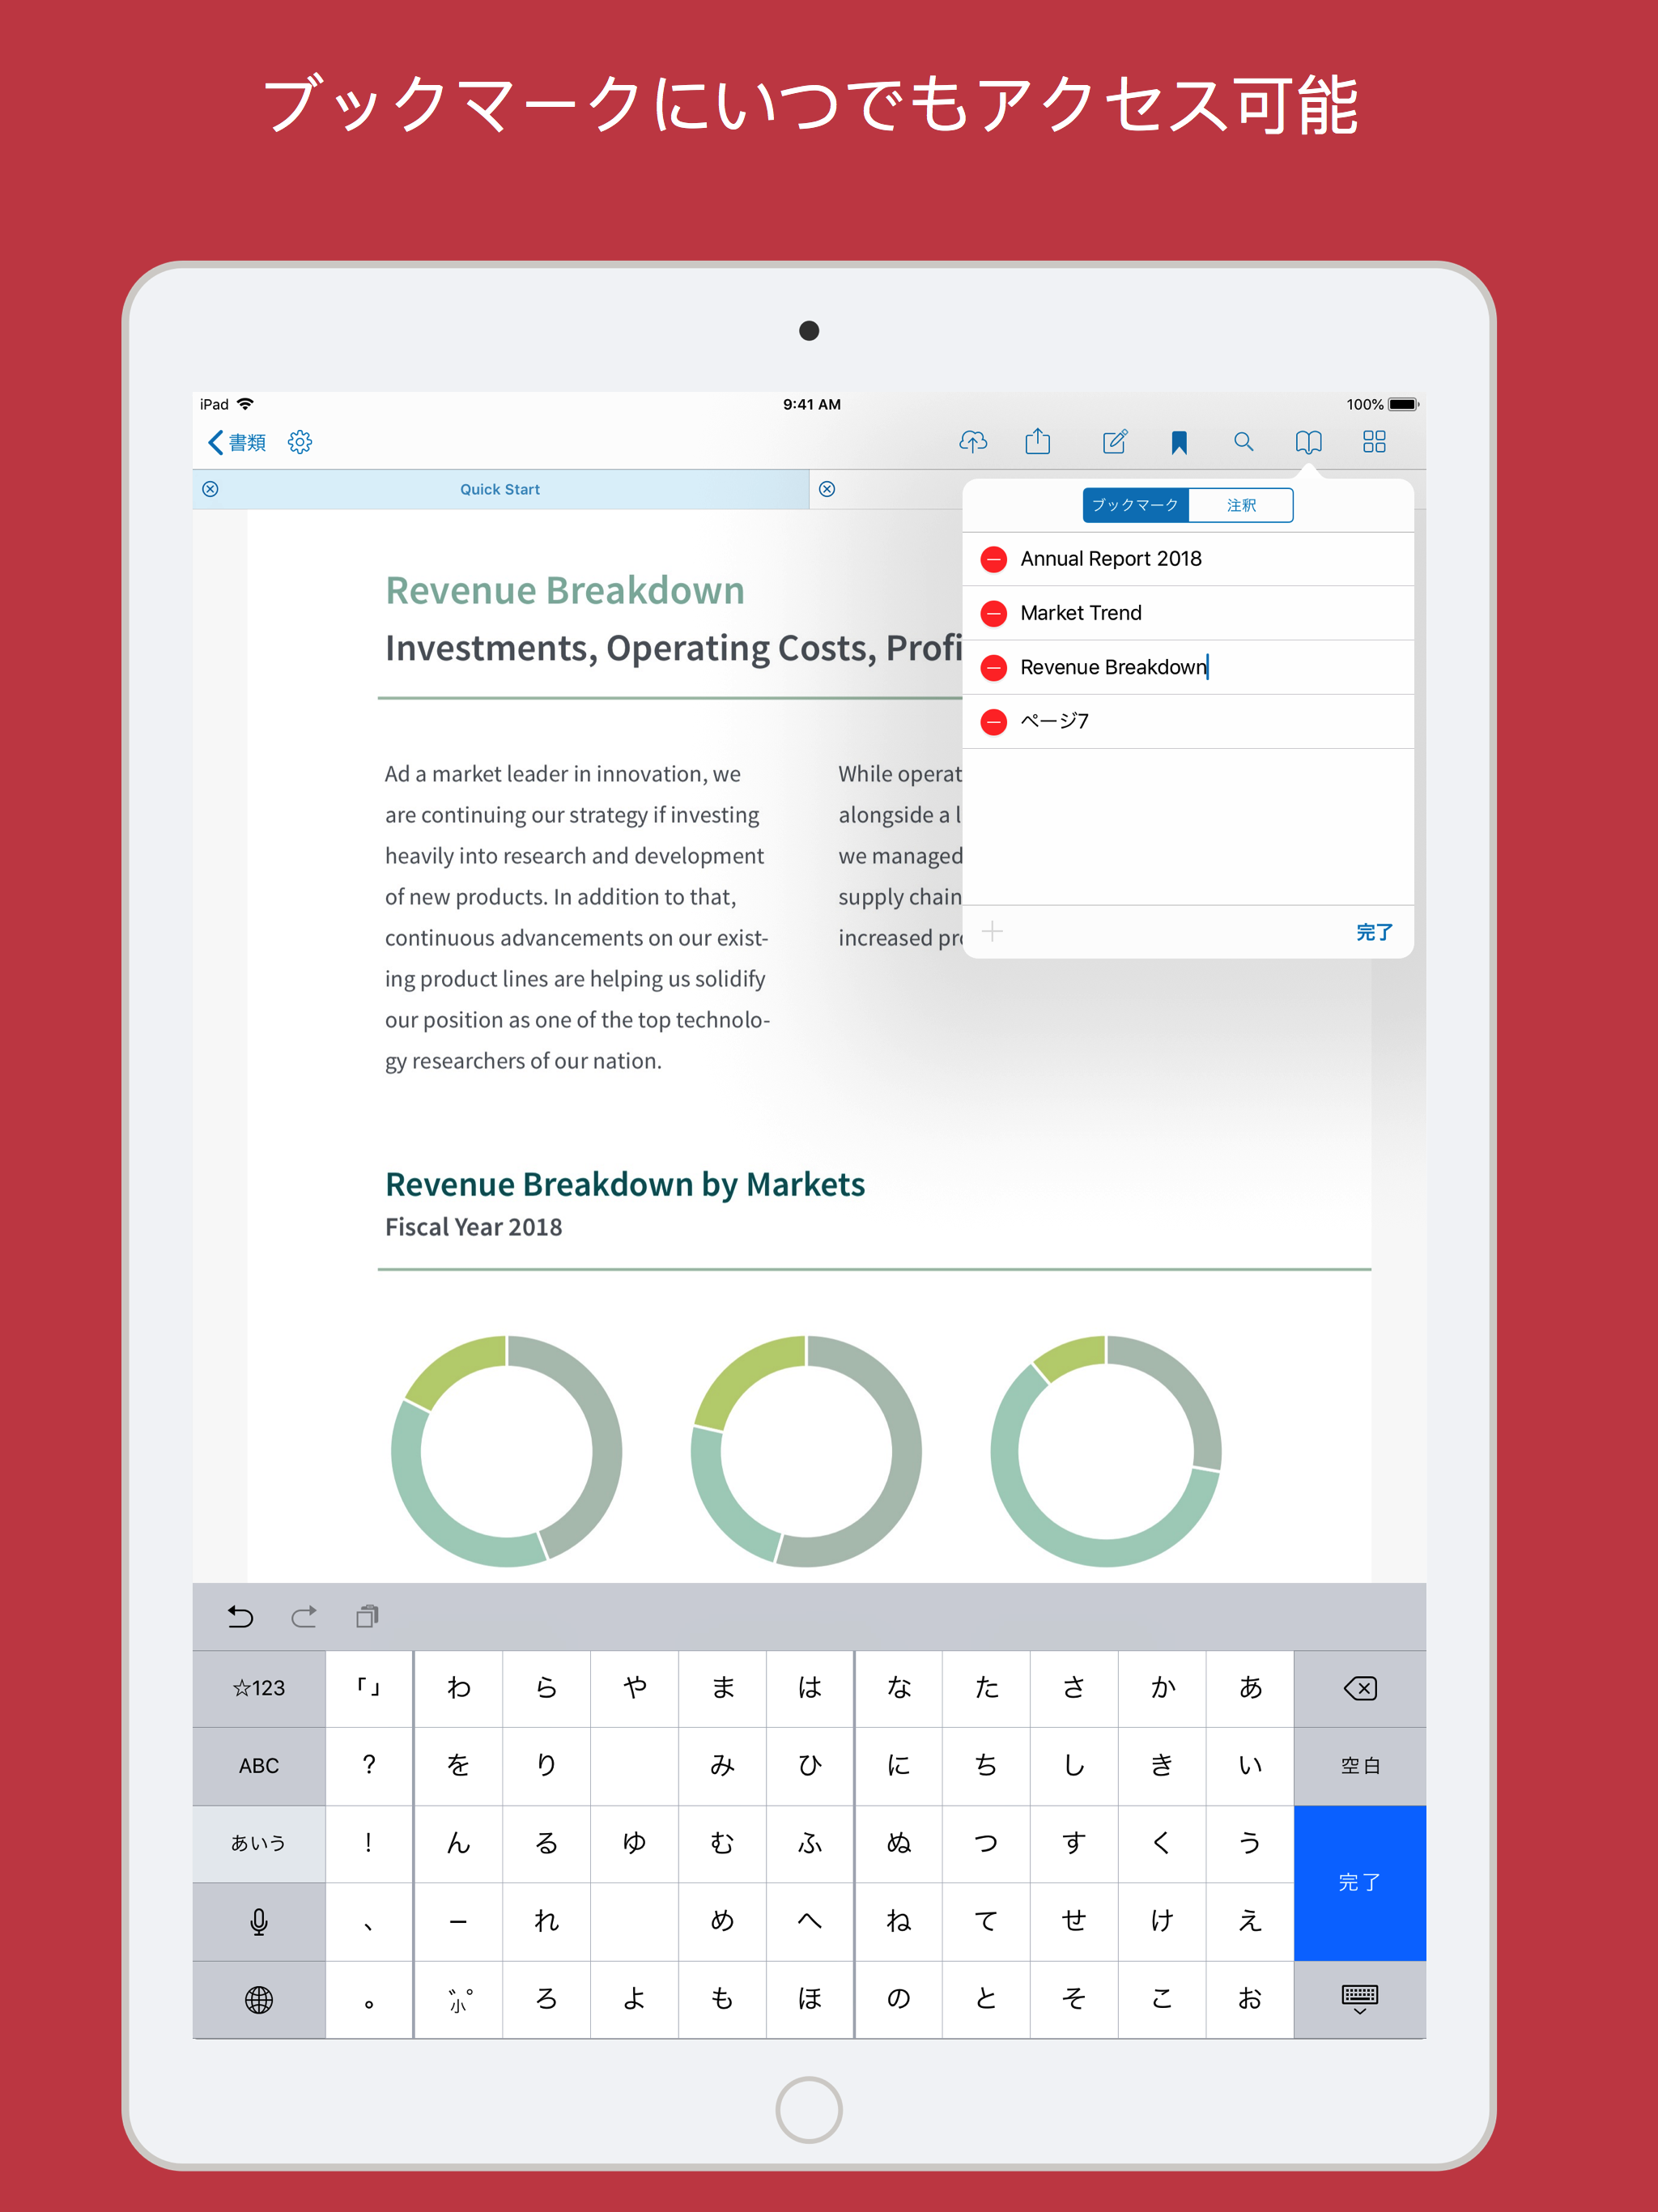 ブックマークにいつでもアクセス可能
iPad 9:41 AM 100%
書類
Quick Start
ブックマーク 注釈
Annual Report 2018
Market Trend
Revenue Breakdown
ページ7
完了
Revenue Breakdown
Investments, Operating Costs, Profi
Ad a market leader in innovation, we
are continuing our strategy if investing
heavily into research and development
of new products. In addition to that,
continuous advancements on our exist-
ing product lines are helping us solidify
our position as one of the top technolo-
gy researchers of our nation.
While operat
alongside a l
we managed
supply chain
increased pr
Revenue Breakdown by Markets
Fiscal Year 2018
☆123 「」 わ ら や ま は な た さ か あ
ABC ? を り み ひ に ち し き い 空白
あいう ! ん る ゆ む ふ ぬ つ す く う 完了
、 ー れ め へ ね て せ け え
。 ゛゜小 ろ よ も ほ の と そ こ お